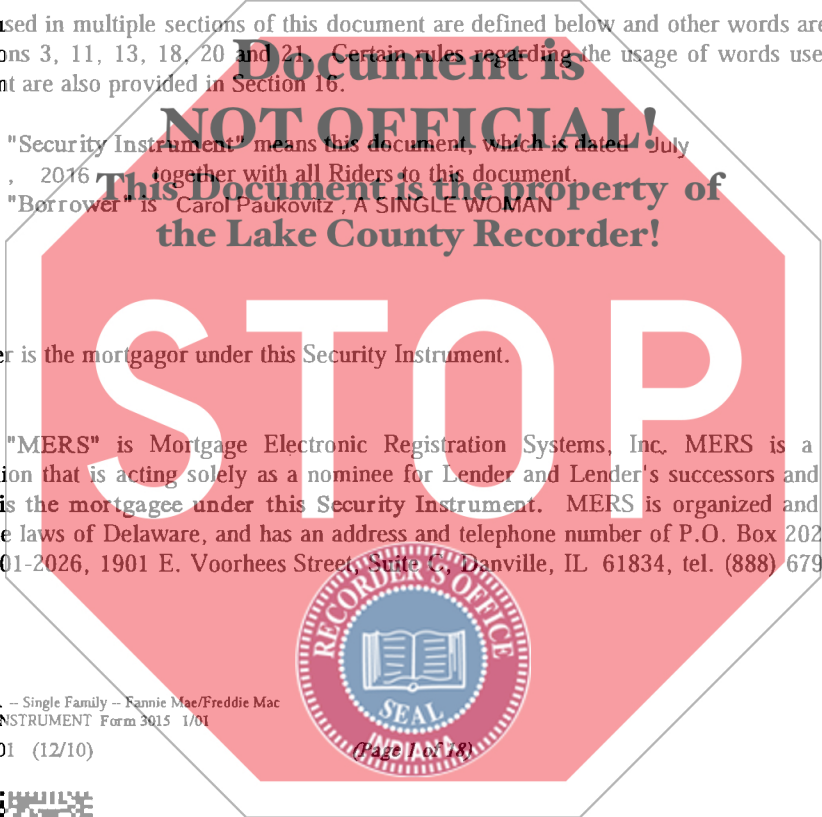 used in multiple sections of this document are defined below and other words are
ons 3, 11, 13, 18, 20 and 21. Certain rules regarding the usage of words use
nt are also provided in Section 16.
Document is
NOT OFFICIAL!
This Document is the property of
the Lake County Recorder!
"Security Instrument" means this document, which is dated July
, 2016 together with all Riders to this document.
"Borrower" is Carol Paukovitz , A SINGLE WOMAN
er is the mortgagor under this Security Instrument.
STOP
"MERS" is Mortgage Electronic Registration Systems, Inc. MERS is a
ion that is acting solely as a nominee for Lender and Lender's successors and
is the mortgagee under this Security Instrument. MERS is organized and
e laws of Delaware, and has an address and telephone number of P.O. Box 202
01-2026, 1901 E. Voorhees Street, Suite C, Danville, IL 61834, tel. (888) 679
RECORDER'S OFFICE
SEAL
INDIANA
. -- Single Family -- Fannie Mae/Freddie Mac
NSTRUMENT Form 3015 1/01
01 (12/10)
(Page 1 of 18)